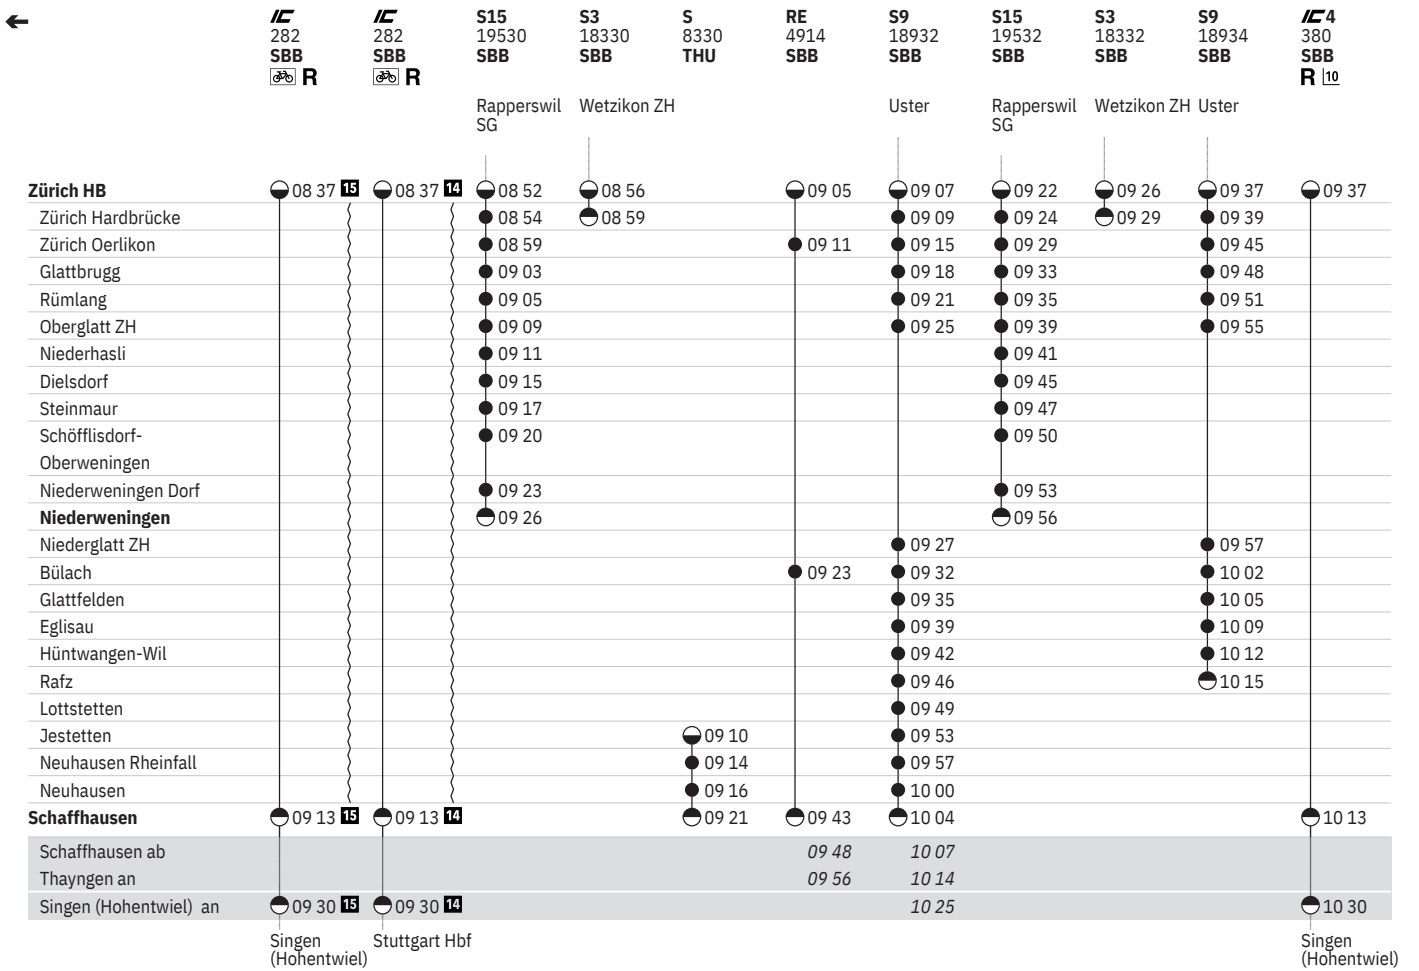 IC IC S15 S3 S RE S9 S15 S3 S9 IC 4
282 282 19530 18330 8330 4914 18932 19532 18332 18934 380
SBB SBB SBB SBB THU SBB SBB SBB SBB SBB SBB
R R R 10
Rapperswil Wetzikon ZH Uster Rapperswil Wetzikon ZH Uster
SG SG
Zürich HB 08 37 15 08 37 14 08 52 08 56 09 05 09 07 09 22 09 26 09 37 09 37
Zürich Hardbrücke 08 54 08 59 09 09 09 24 09 29 09 39
Zürich Oerlikon 08 59 09 11 09 15 09 29 09 45
Glattbrugg 09 03 09 18 09 33 09 48
Rümlang 09 05 09 21 09 35 09 51
Oberglatt ZH 09 09 09 25 09 39 09 55
Niederhasli 09 11 09 41
Dielsdorf 09 15 09 45
Steinmaur 09 17 09 47
Schöfflisdorf- 09 20 09 50
Oberweningen
Niederweningen Dorf 09 23 09 53
Niederweningen 09 26 09 56
Niederglatt ZH 09 27 09 57
Bülach 09 23 09 32 10 02
Glattfelden 09 35 10 05
Eglisau 09 39 10 09
Hüntwangen-Wil 09 42 10 12
Rafz 09 46 10 15
Lottstetten 09 49
Jestetten 09 10 09 53
Neuhausen Rheinfall 09 14 09 57
Neuhausen 09 16 10 00
Schaffhausen 09 13 15 09 13 14 09 21 09 43 10 04 10 13
Schaffhausen ab 09 48 10 07
Thayngen an 09 56 10 14
Singen (Hohentwiel) an 09 30 15 09 30 14 10 25 10 30
Singen Stuttgart Hbf Singen
(Hohentwiel) (Hohentwiel)